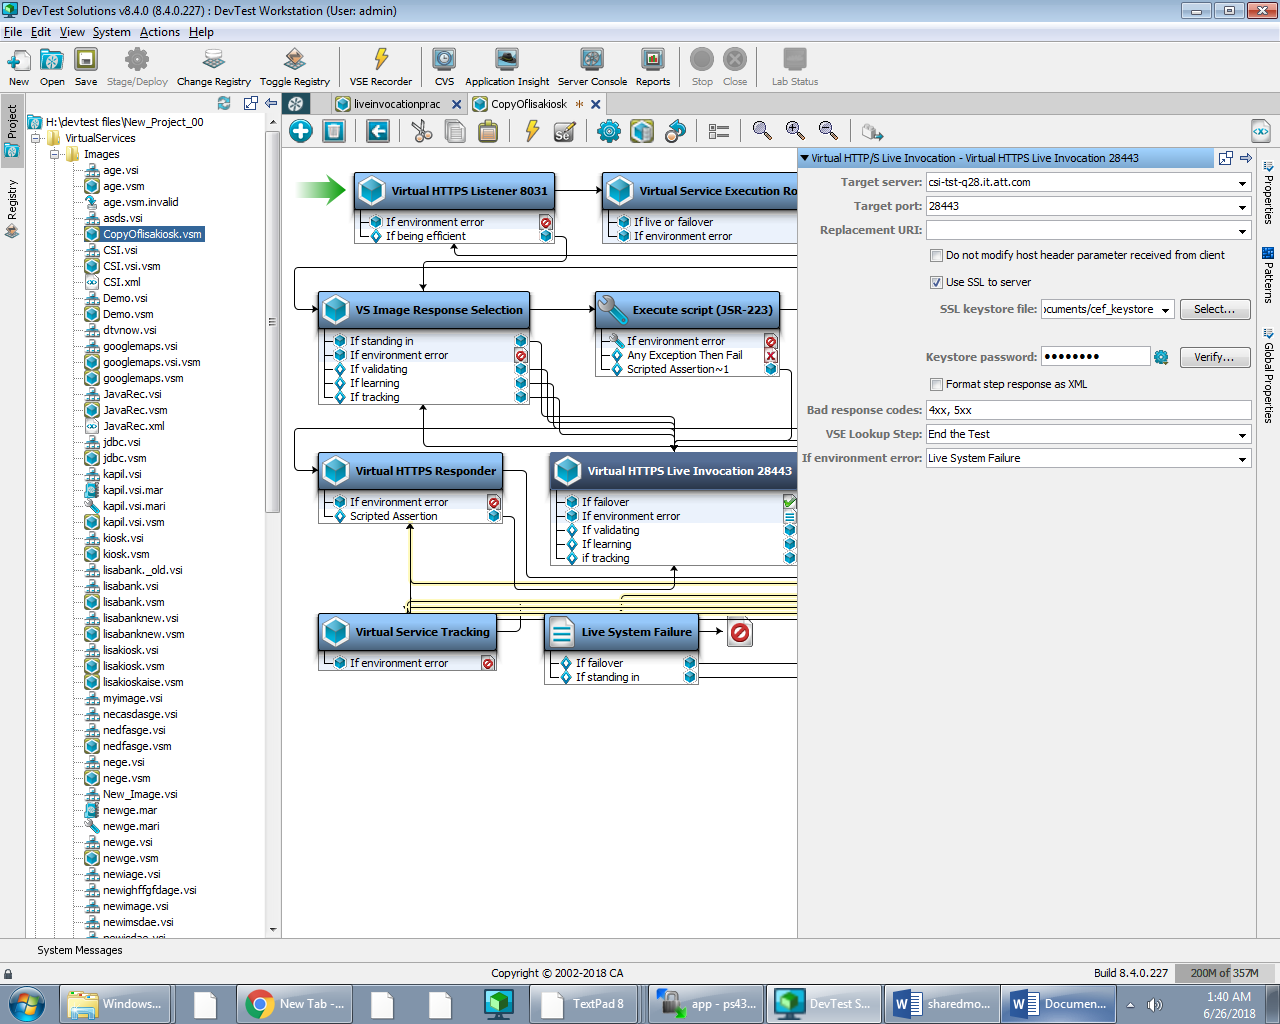 DevTest Solutions v8.4.0 (8.4.0.227) : DevTest Workstation (User: admin)
File Edit View System Actions Help
New Open Save Stage/Deploy Change Registry Toggle Registry VSE Recorder CVS Application Insight Server Console Reports Stop Close Lab Status
Project
Registry
H:\devtest files\New_Project_00
VirtualServices
Images
age.vsi
age.vsm
age.vsm.invalid
asds.vsi
CopyOflisakiosk.vsm
CSI.vsi
CSI.vsi.vsm
CSI.xml
Demo.vsi
Demo.vsm
dtvnow.vsi
googlemaps.vsi
googlemaps.vsi.vsm
googlemaps.vsm
JavaRec.vsi
JavaRec.vsm
JavaRec.xml
jdbc.vsi
jdbc.vsm
kapil.vsi
kapil.vsi.mar
kapil.vsi.mari
kapil.vsi.vsm
kiosk.vsi
kiosk.vsm
lisabank._old.vsi
lisabank.vsi
lisabank.vsm
lisabanknew.vsi
lisabanknew.vsm
lisakiosk.vsi
lisakiosk.vsm
lisakioskaise.vsm
myimage.vsi
necasdasge.vsi
nedfasge.vsi
nedfasge.vsm
nege.vsi
nege.vsm
New_Image.vsi
newge.mar
newge.mari
newge.vsi
newge.vsm
newiage.vsi
newighffgfdage.vsi
newimage.vsi
newimsdae.vsi
newisdae.vsi
liveinvocationprac CopyOflisakiosk
Virtual HTTPS Listener 8031
If environment error
If being efficient
Virtual Service Execution Ro
If live or failover
If environment error
VS Image Response Selection
If standing in
If environment error
If validating
If learning
If tracking
Execute script (JSR-223)
If environment error
Any Exception Then Fail
Scripted Assertion~1
Virtual HTTPS Responder
If environment error
Scripted Assertion
Virtual HTTPS Live Invocation 28443
If failover
If environment error
If validating
If learning
if tracking
Virtual Service Tracking
If environment error
Live System Failure
If failover
If standing in
Virtual HTTP/S Live Invocation - Virtual HTTPS Live Invocation 28443
Target server: csi-tst-q28.it.att.com
Target port: 28443
Replacement URI:
Do not modify host header parameter received from client
Use SSL to server
SSL keystore file: cuments/cef_keystore Select...
Keystore password: ●●●●●●●● Verify...
Format step response as XML
Bad response codes: 4xx, 5xx
VSE Lookup Step: End the Test
If environment error: Live System Failure
Properties
Patterns
Global Properties
System Messages
Copyright © 2002-2018 CA
Build 8.4.0.227 200M of 357M
Windows... New Tab -... TextPad 8 app - ps43... DevTest S... sharedmo... Documen...
1:40 AM
6/26/2018